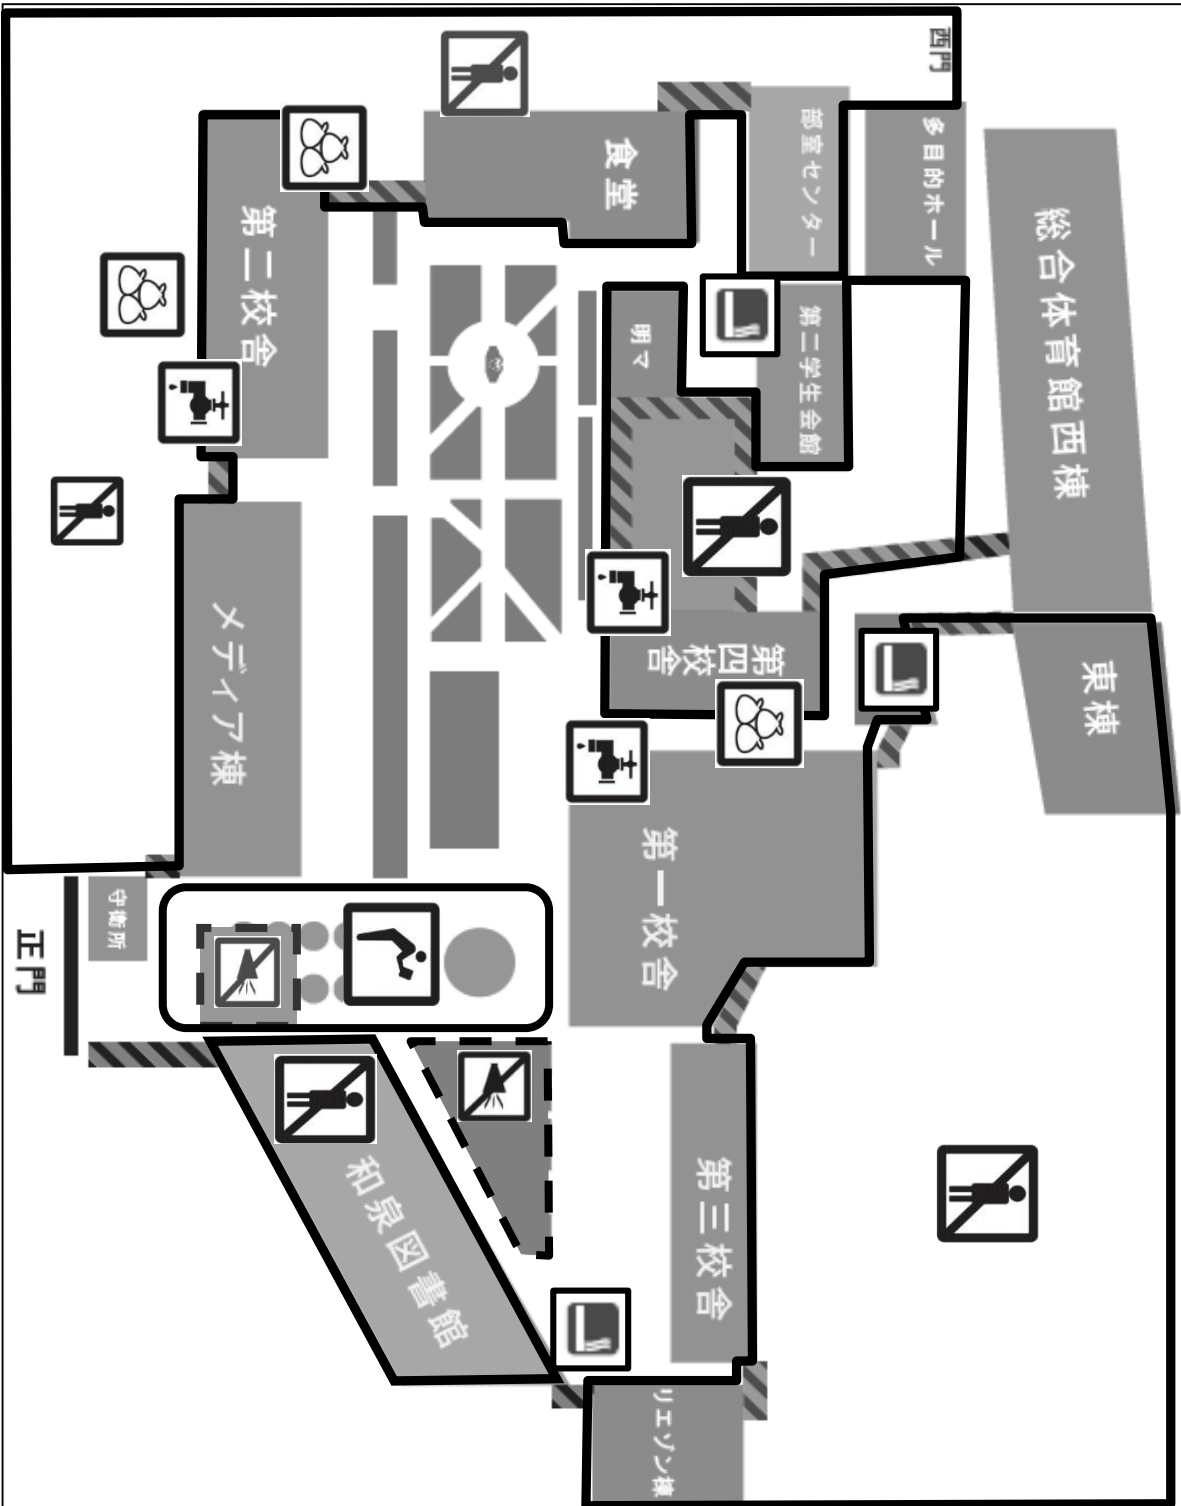 西門
多目的ホール
部室センター
食堂
総合体育館西棟
第二校舎
明マ
第二学生会館
第四校舎
東棟
メディア棟
第一校舎
守衛所
正門
和泉図書館
第三校舎
リエゾン棟